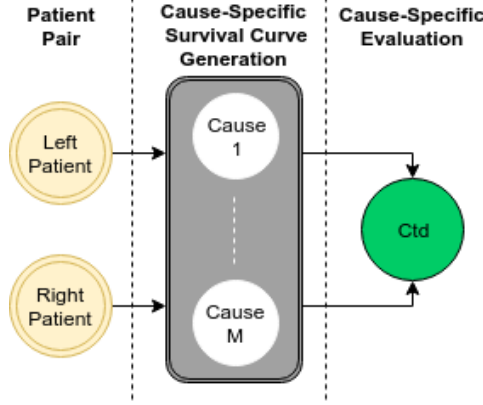 Patient
Pair
Cause-Specific
Survival Curve
Generation
Cause-Specific
Evaluation
Left
Patient
Cause
1
Ctd
Right
Patient
Cause
M